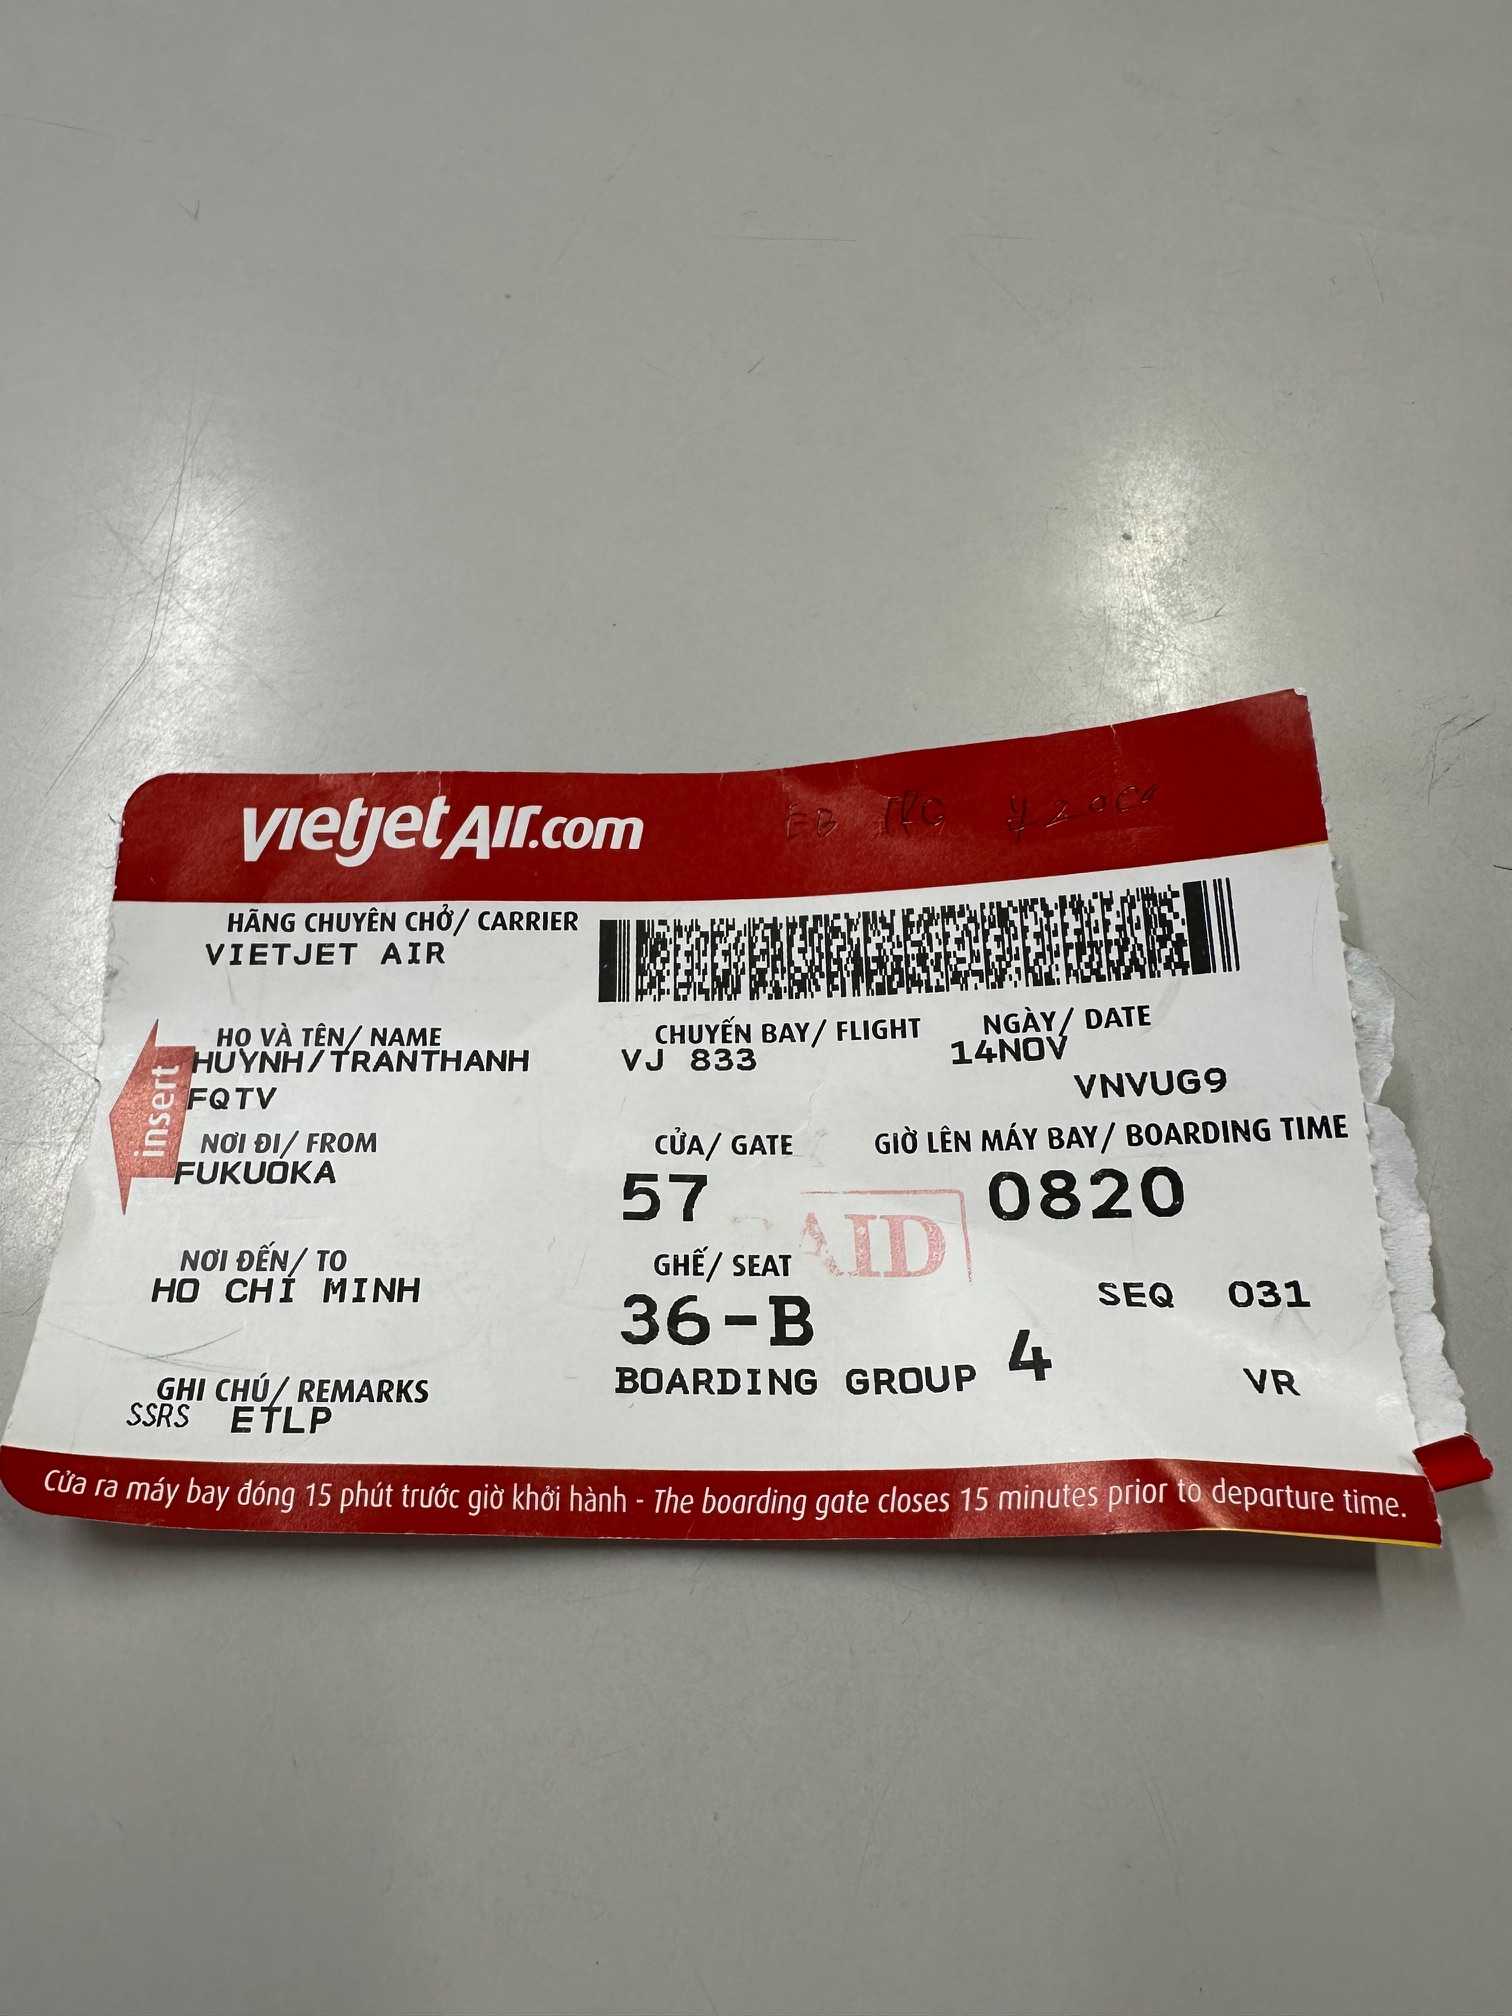 vietjetAir.com
HÃNG CHUYÊN CHỞ/ CARRIER
VIETJET AIR
HỌ VÀ TÊN/ NAME
HUYNH/TRANTHANH
CHUYẾN BAY/ FLIGHT
VJ 833
NGÀY/ DATE
14NOV
FQTV
VNVUG9
insert
NƠI ĐI/ FROM
FUKUOKA
CỬA/ GATE
57
GIỜ LÊN MÁY BAY/ BOARDING TIME
0820
AID
NƠI ĐẾN/ TO
HO CHI MINH
GHẾ/ SEAT
36-B
SEQ 031
BOARDING GROUP 4
VR
GHI CHÚ/ REMARKS
SSRS ETLP
Cửa ra máy bay đóng 15 phút trước giờ khởi hành - The boarding gate closes 15 minutes prior to departure time.